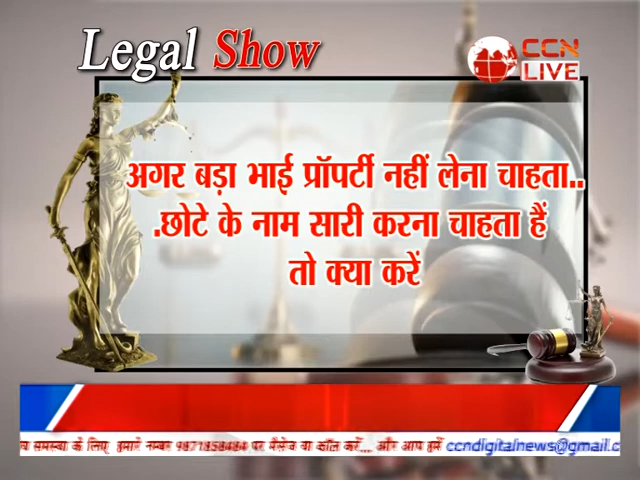 Legal Show
CCN
LIVE
अगर बड़ा भाई प्रॉपर्टी नहीं लेना चाहता..
.छोटे के नाम सारी करना चाहता हैं
तो क्या करें
समस्या के लिए हमारे नम्बर 9871858484 पर मैसेज या कॉल करें.... और आप हमें ccndigitalnews@gmail.c